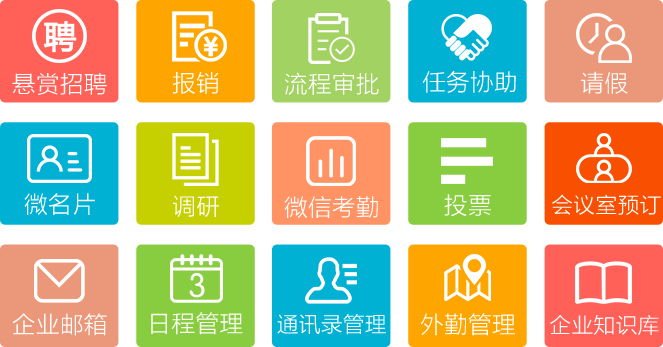 聘
悬赏招聘
报销
流程审批
任务协助
请假
微名片
调研
微信考勤
投票
会议室预订
企业邮箱
3
日程管理
通讯录管理
外勤管理
企业知识库